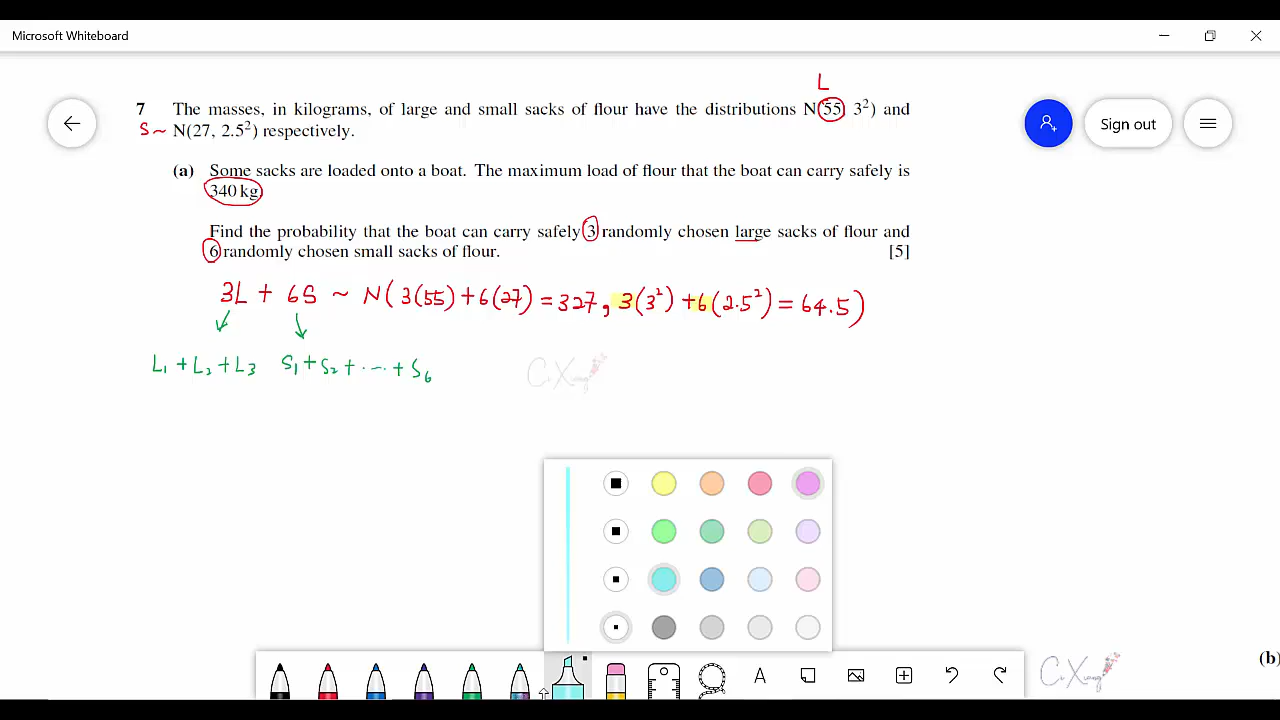 Microsoft Whiteboard
L
7 The masses, in kilograms, of large and small sacks of flour have the distributions N(55, 3²) and
S ~ N(27, 2.5²) respectively.
(a) Some sacks are loaded onto a boat. The maximum load of flour that the boat can carry safely is
340 kg.
Find the probability that the boat can carry safely 3 randomly chosen large sacks of flour and
6 randomly chosen small sacks of flour. [5]
3L + 6S ~ N( 3(55) + 6(27) = 327, 3(3²) + 6(2.5²) = 64.5)
L₁ + L₂ + L₃ S₁ + S₂ + ... + S₆
Sign out
A
(b)